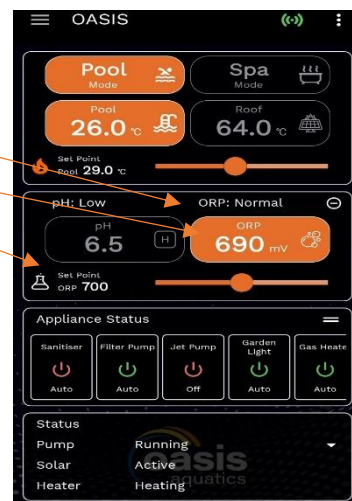 OASIS
Pool Spa
Mode Mode
Pool Roof
26.0 °C 64.0 °C
Set Point
Pool 29.0 °C
pH: Low ORP: Normal
pH ORP
6.5 H 690 mV
Set Point
ORP 700
Appliance Status
Sanitiser Filter Pump Jet Pump Garden Light Gas Heate
Auto Auto Off Auto Auto
Status
Pump Running
Solar Active
Heater Heating
oasis
aquatics